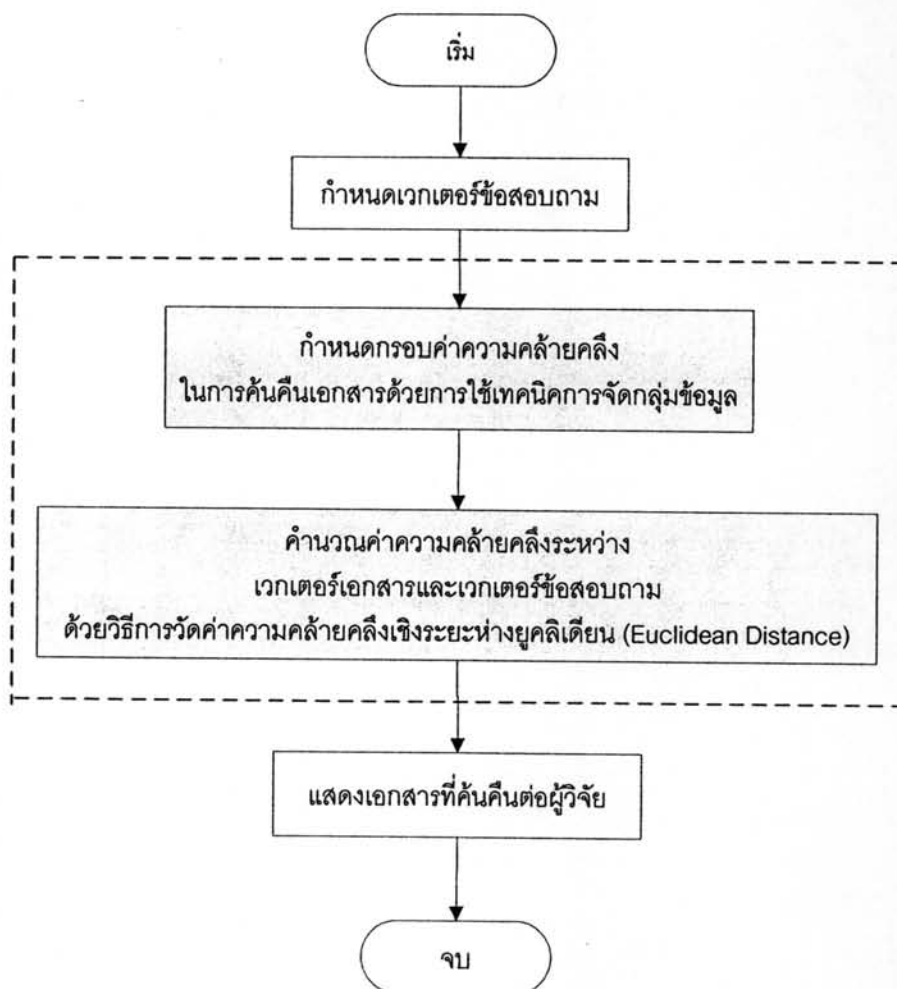 เริ่ม
กำหนดเวกเตอร์ข้อสอบถาม
กำหนดกรอบค่าความคล้ายคลึง
ในการค้นคืนเอกสารด้วยการใช้เทคนิคการจัดกลุ่มข้อมูล
คำนวณค่าความคล้ายคลึงระหว่าง
เวกเตอร์เอกสารและเวกเตอร์ข้อสอบถาม
ด้วยวิธีการวัดค่าความคล้ายคลึงเชิงระยะห่างยูคลิเดียน (Euclidean Distance)
แสดงเอกสารที่ค้นคืนต่อผู้วิจัย
จบ